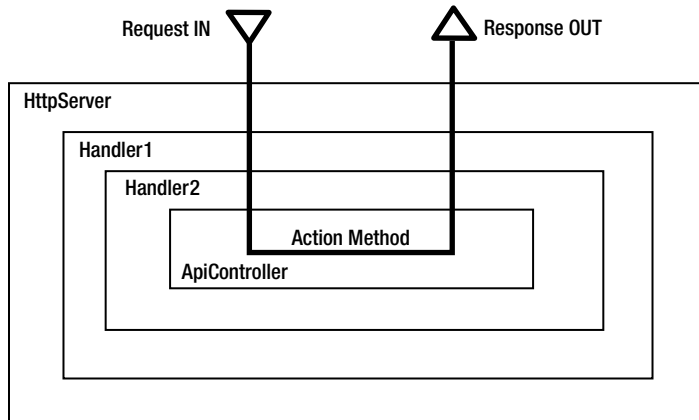 Request IN
Response OUT
HttpServer
Handler1
Handler2
Action Method
ApiController